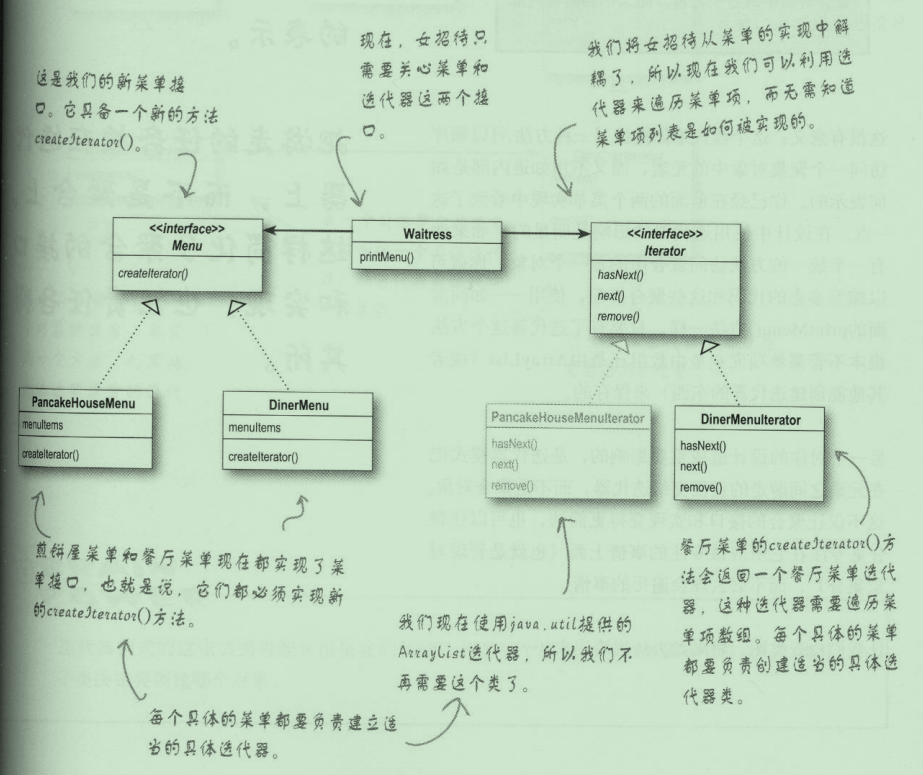 这是我们的新菜单接
口。它具备一个新的方法
createIterator()。
现在，女招待只
需要关心菜单和
迭代器这两个接
口。
我们将女招待从菜单的实现中解
耦了，所以现在我们可以利用迭
代器来遍历菜单项，而无需知道
菜单项列表是如何被实现的。
<<interface>>
Menu
createIterator()
Waitress
printMenu()
<<interface>>
Iterator
hasNext()
next()
remove()
PancakeHouseMenu
menuItems
createIterator()
DinerMenu
menuItems
createIterator()
PancakeHouseMenuIterator
hasNext()
next()
remove()
DinerMenuIterator
hasNext()
next()
remove()
煎饼屋菜单和餐厅菜单现在都实现了菜
单接口，也就是说，它们都必须实现新
的createIterator()方法。
每个具体的菜单都要负责建立适
当的具体迭代器。
我们现在使用java.util提供的
ArrayList迭代器，所以我们不
再需要这个类了。
餐厅菜单的createIterator()方
法会返回一个餐厅菜单迭代
器，这种迭代器需要遍历菜
单项数组。每个具体的菜单
都要负责创建适当的具体迭
代器类。